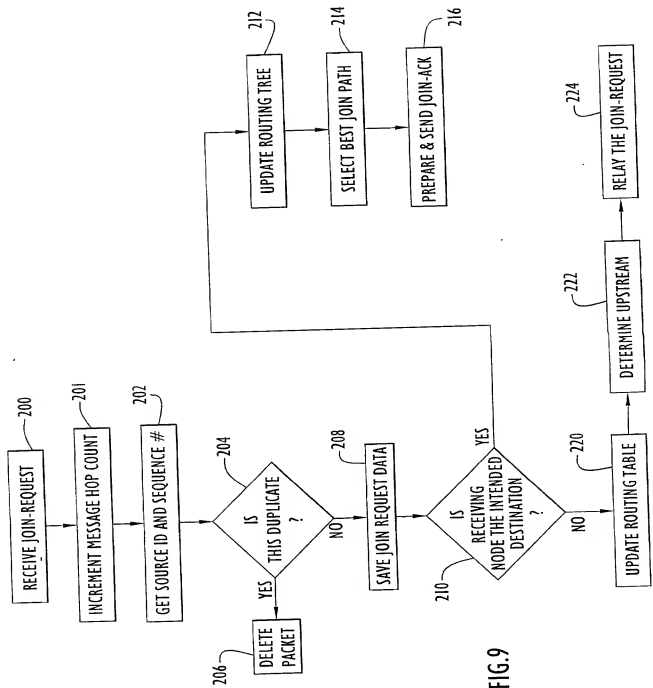 RECEIVE JOIN-REQUEST
200
INCREMENT MESSAGE HOP COUNT
201
GET SOURCE ID AND SEQUENCE #
202
IS
THIS DUPLICATE
?
204
YES
DELETE
PACKET
206
NO
SAVE JOIN REQUEST DATA
208
IS
RECEIVING
NODE THE INTENDED
DESTINATION
?
210
YES
UPDATE ROUTING TREE
212
SELECT BEST JOIN PATH
214
PREPARE & SEND JOIN-ACK
216
NO
UPDATE ROUTING TABLE
220
DETERMINE UPSTREAM
222
RELAY THE JOIN-REQUEST
224
FIG.9